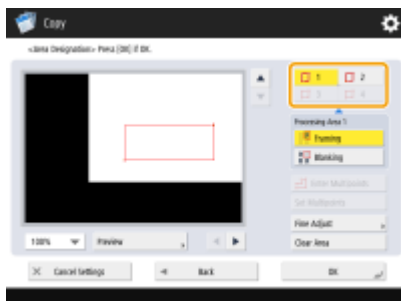 Copy
<Area Designation> Press [OK] if OK.
1
2
3
4
Processing Area 1
Framing
Blanking
Enter Multipoints
Set Multipoints
Fine Adjust
100%
Preview
Clear Area
Cancel Settings
Back
OK